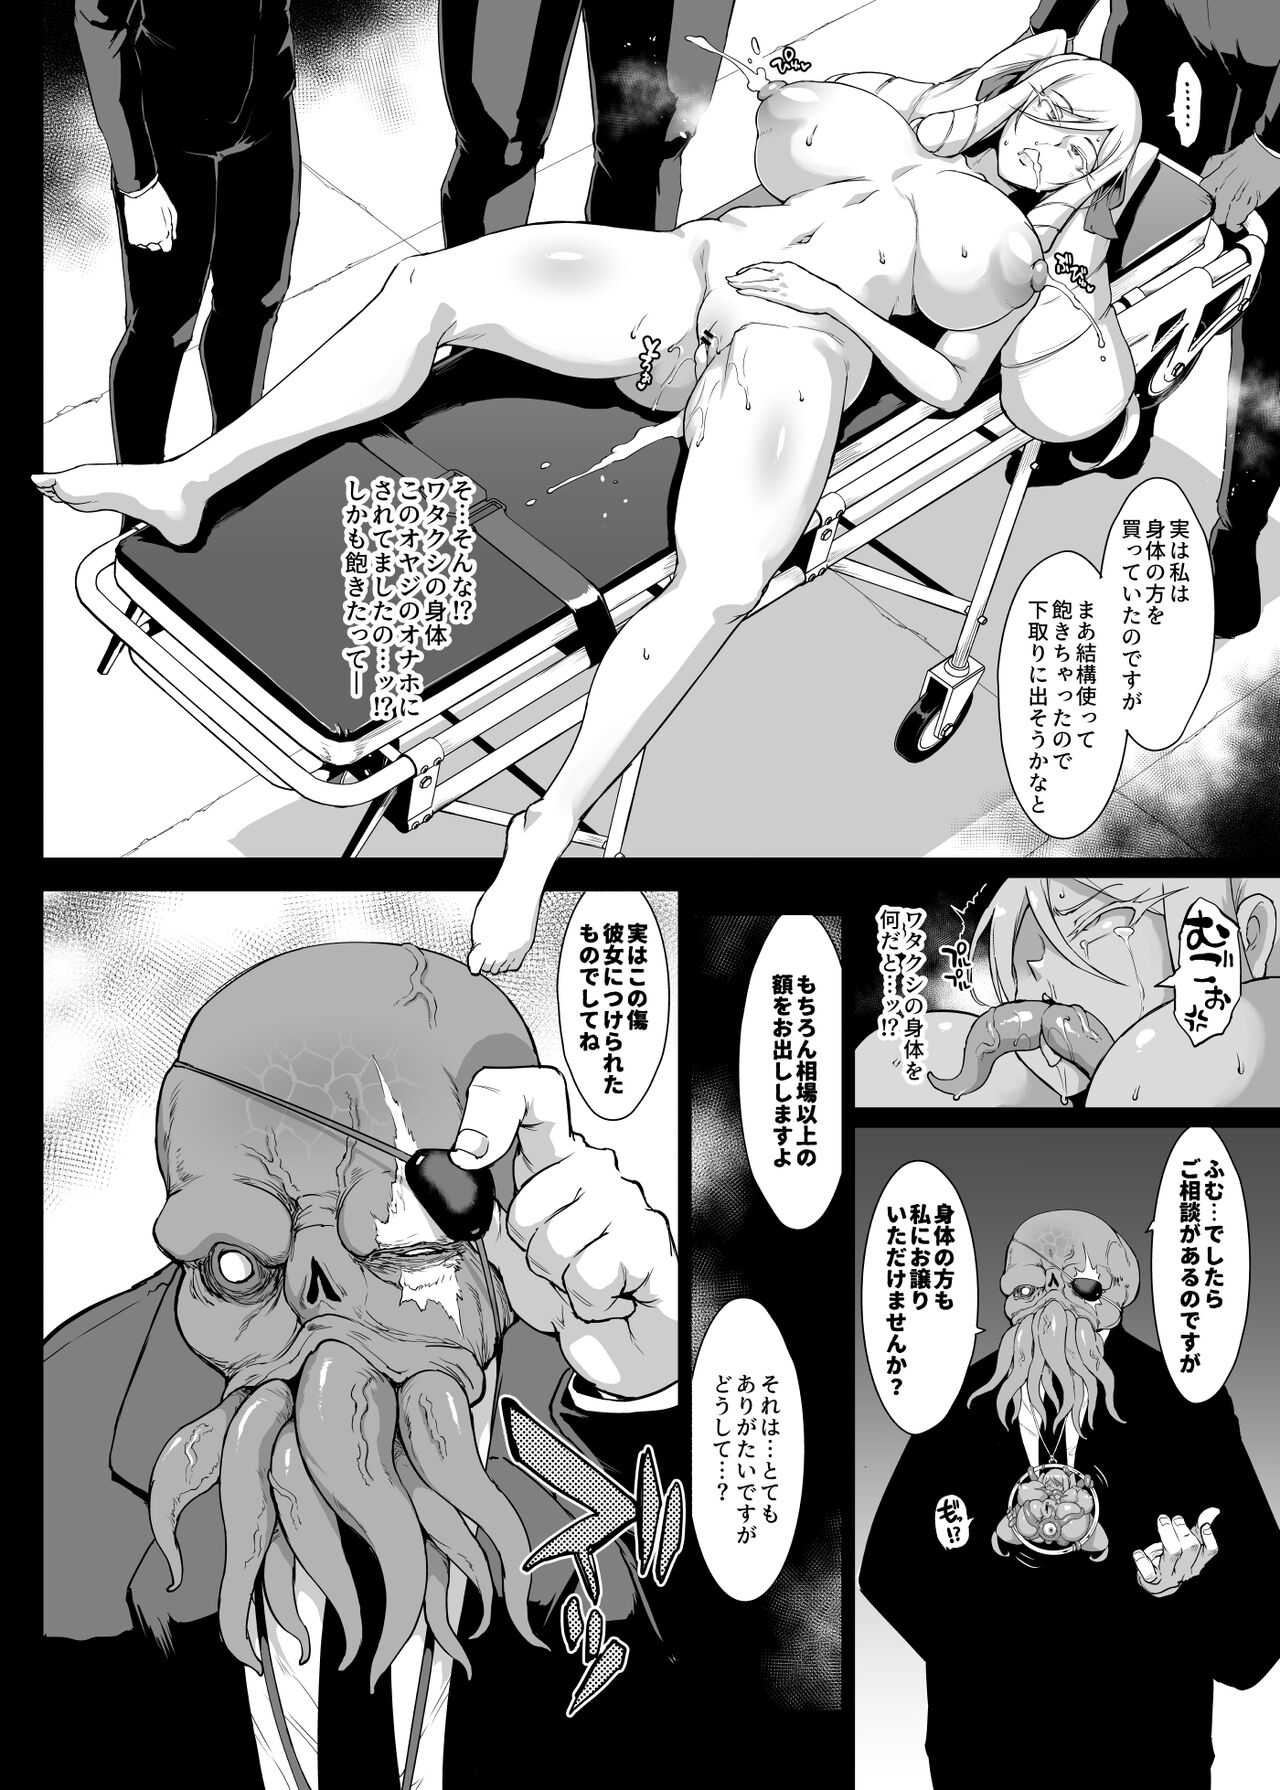 ぴゅっ
⋯⋯
実は私は
身体の方を
買っていたのですが
まあ結構使って
飽きちゃったので
下取りに出そうかなと
そ…そんな!?
ワタクシの身体
このオヤジのオナホに
されてましたの…ッ!?
しかも飽きたって―
むごぉ
ワタクシの身体を
何だと…ッ!?
ふむ…でしたら
ご相談があるのですが
身体の方も
私にお譲り
いただけませんか?
もっ!?
もちろん相場以上の
額をお出ししますよ
それは…とても
ありがたいですが
どうして…?
実はこの傷
彼女につけられた
ものでしてね